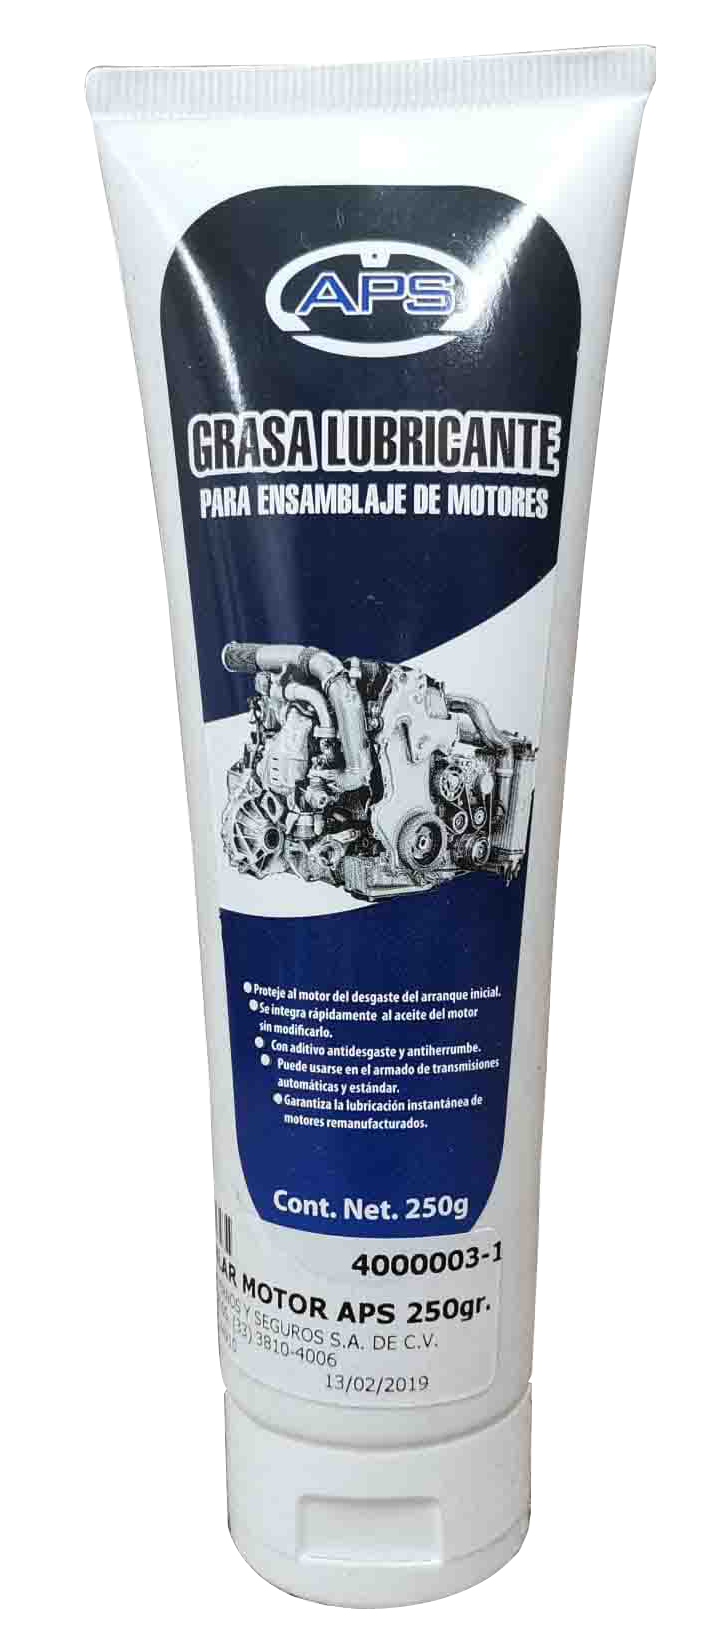 APS
GRASA LUBRICANTE
PARA ENSAMBLAJE DE MOTORES
Proteje al motor del desgaste del arranque inicial.
Se integra rápidamente al aceite del motor
sin modificarlo.
Con aditivo antidesgaste y antiherrumbe.
Puede usarse en el armado de transmisiones
automáticas y estándar.
Garantiza la lubricación instantánea de
motores remanufacturados.
Cont. Net. 250g
4000003-1
MOTOR APS 250gr.
Y SEGUROS S.A. DE C.V.
(33) 3810-4006
13/02/2019